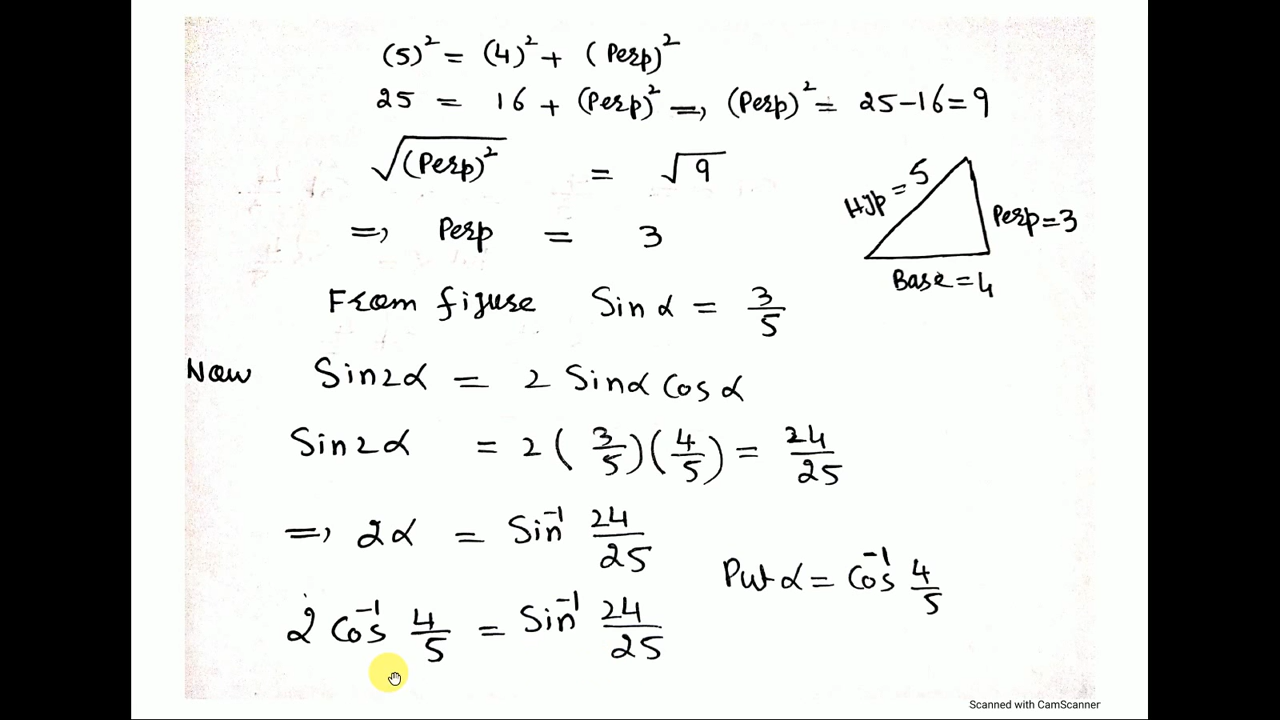 (5)² = (4)² + (Perp)²
25 = 16 + (Perp)² ⟹ (Perp)² = 25-16=9
√(Perp)² = √9
Hyp = 5
Perp=3
⟹ Perp = 3
Base=4
From figure Sin α = 3/5
Now Sin2α = 2 Sinα Cos α
Sin2α = 2(3/5)(4/5) = 24/25
⟹ 2α = Sin⁻¹ 24/25
Put α = Cos⁻¹ 4/5
2 Cos⁻¹ 4/5 = Sin⁻¹ 24/25
Scanned with CamScanner